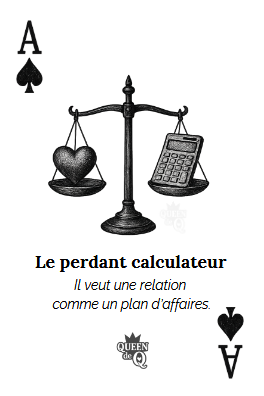 A
Le perdant calculateur
Il veut une relation
comme un plan d'affaires.
QUEEN
de Q
A